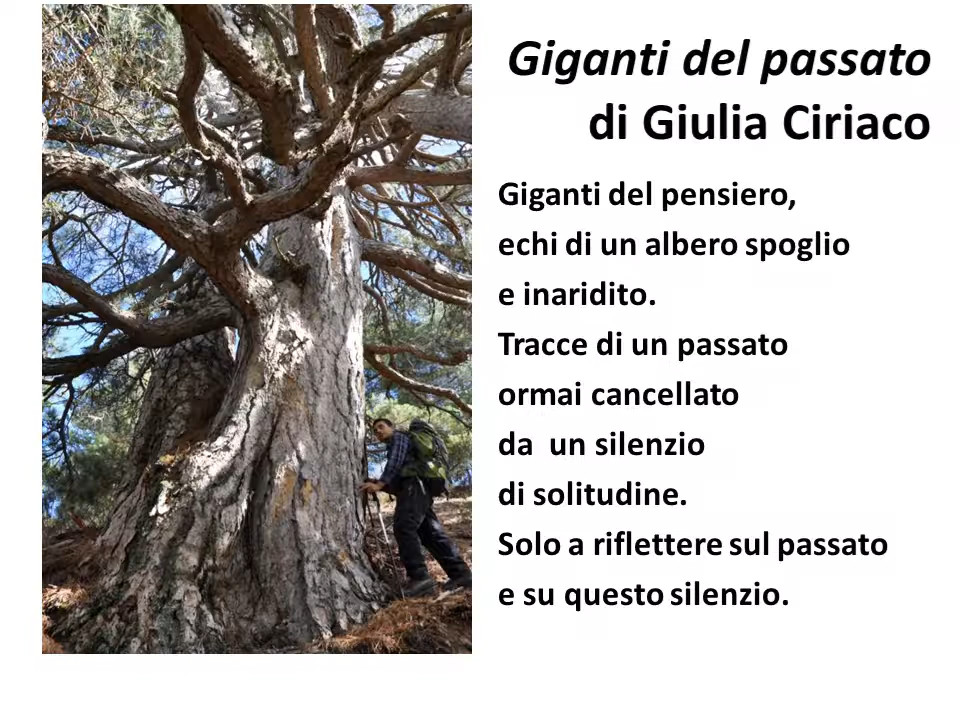 Giganti del passato
di Giulia Ciriaco
Giganti del pensiero,
echi di un albero spoglio
e inaridito.
Tracce di un passato
ormai cancellato
da  un silenzio
di solitudine.
Solo a riflettere sul passato
e su questo silenzio.